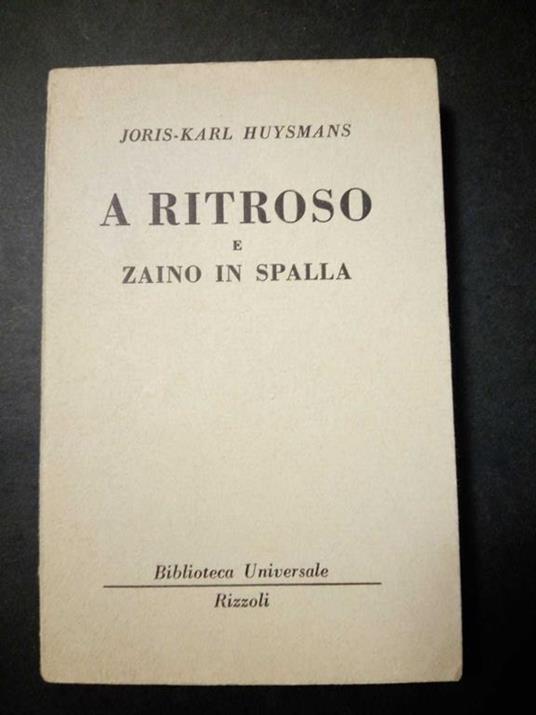 JORIS-KARL HUYSMANS
A RITROSO
E
ZAINO IN SPALLA
Biblioteca Universale
Rizzoli